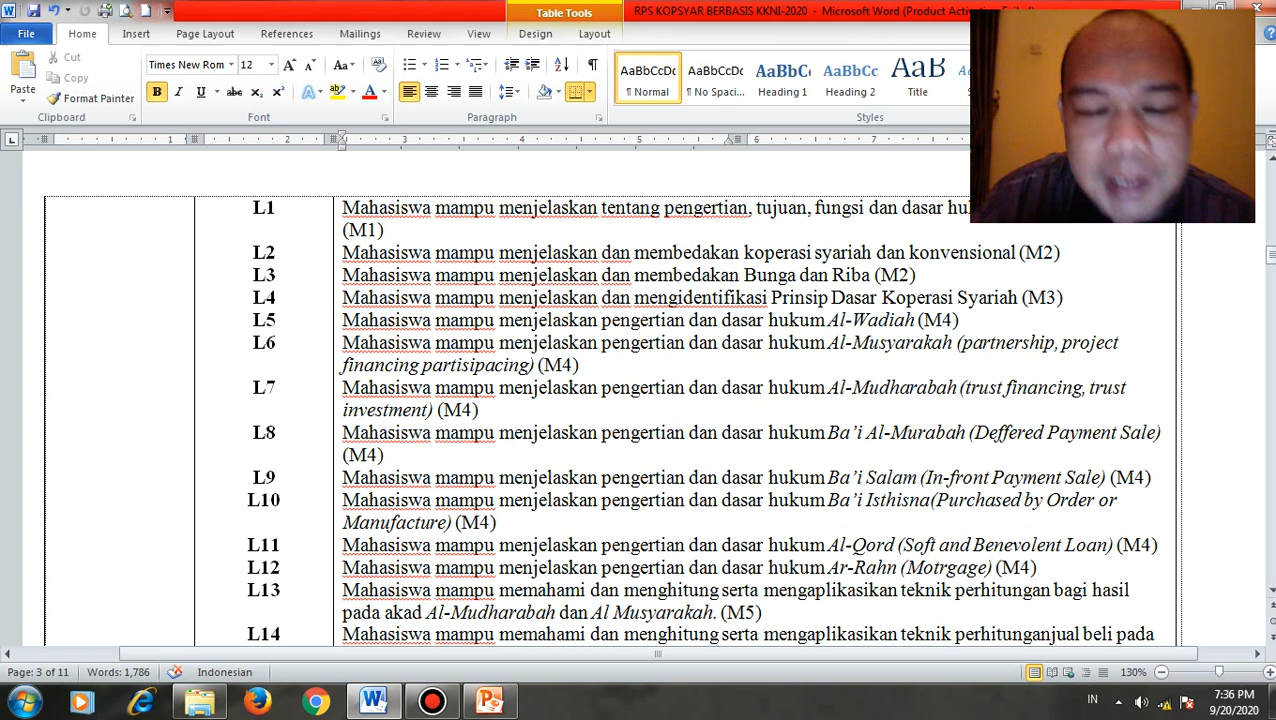 Table Tools
RPS KOPSYAR BERBASIS KKNI-2020 - Microsoft Word (Product Activation Failed)
File Home Insert Page Layout References Mailings Review View Design Layout
Cut
Copy
Format Painter
Paste
Clipboard
Times New Rom 12
Font
Paragraph
AaBbCcDc AaBbCcDc AaBbC AaBbCc AaB
¶ Normal ¶ No Spaci... Heading 1 Heading 2 Title
Styles
1 1 2 3 4 5 6 7
L1 Mahasiswa mampu menjelaskan tentang pengertian, tujuan, fungsi dan dasar
(M1)
L2 Mahasiswa mampu menjelaskan dan membedakan koperasi syariah dan konvensional (M2)
L3 Mahasiswa mampu menjelaskan dan membedakan Bunga dan Riba (M2)
L4 Mahasiswa mampu menjelaskan dan mengidentifikasi Prinsip Dasar Koperasi Syariah (M3)
L5 Mahasiswa mampu menjelaskan pengertian dan dasar hukum Al-Wadiah (M4)
L6 Mahasiswa mampu menjelaskan pengertian dan dasar hukum Al-Musyarakah (partnership, project
financing partisipacing) (M4)
L7 Mahasiswa mampu menjelaskan pengertian dan dasar hukum Al-Mudharabah (trust financing, trust
investment) (M4)
L8 Mahasiswa mampu menjelaskan pengertian dan dasar hukum Ba’i Al-Murabah (Deffered Payment Sale)
(M4)
L9 Mahasiswa mampu menjelaskan pengertian dan dasar hukum Ba’i Salam (In-front Payment Sale) (M4)
L10 Mahasiswa mampu menjelaskan pengertian dan dasar hukum Ba’i Isthisna(Purchased by Order or
Manufacture) (M4)
L11 Mahasiswa mampu menjelaskan pengertian dan dasar hukum Al-Qord (Soft and Benevolent Loan) (M4)
L12 Mahasiswa mampu menjelaskan pengertian dan dasar hukum Ar-Rahn (Motrgage) (M4)
L13 Mahasiswa mampu memahami dan menghitung serta mengaplikasikan teknik perhitungan bagi hasil
pada akad Al-Mudharabah dan Al Musyarakah. (M5)
L14 Mahasiswa mampu memahami dan menghitung serta mengaplikasikan teknik perhitunganjual beli pada
Page: 3 of 11 Words: 1,786 Indonesian 130%
IN 7:36 PM
9/20/2020